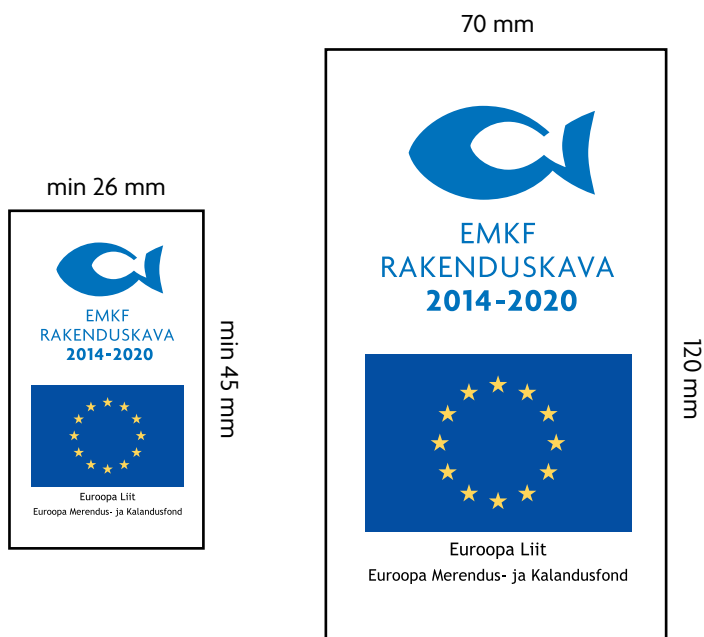 min 26 mm
EMKF
RAKENDUSKAVA
2014-2020
Euroopa Liit
Euroopa Merendus- ja Kalandusfond
min 45 mm
70 mm
EMKF
RAKENDUSKAVA
2014-2020
Euroopa Liit
Euroopa Merendus- ja Kalandusfond
120 mm